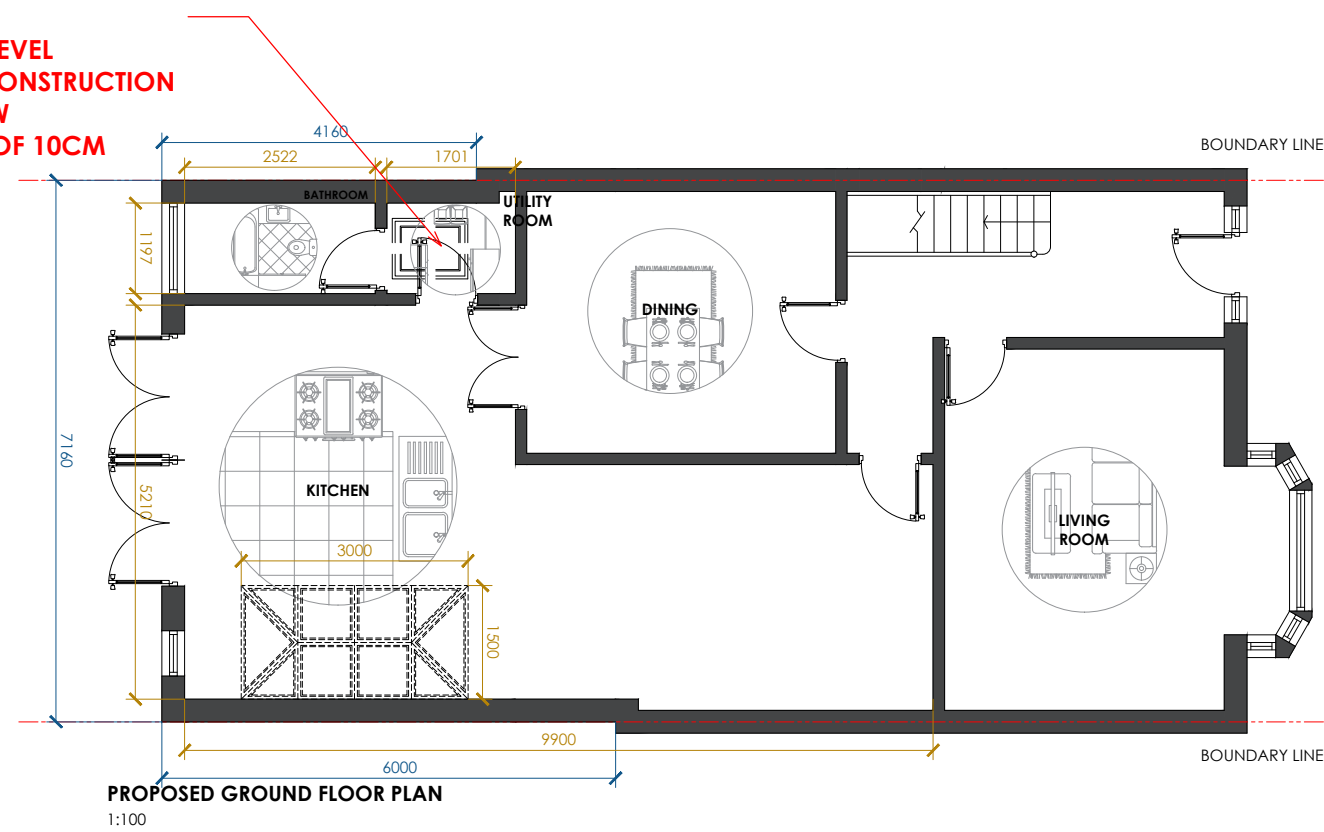 EVEL
ONSTRUCTION
OF 10CM
4160
BOUNDARY LINE
2522
1701
BATHROOM
UTILITY
ROOM
1197
DINING
7160
KITCHEN
5210
LIVING
ROOM
3000
1500
9900
BOUNDARY LINE
6000
PROPOSED GROUND FLOOR PLAN
1:100